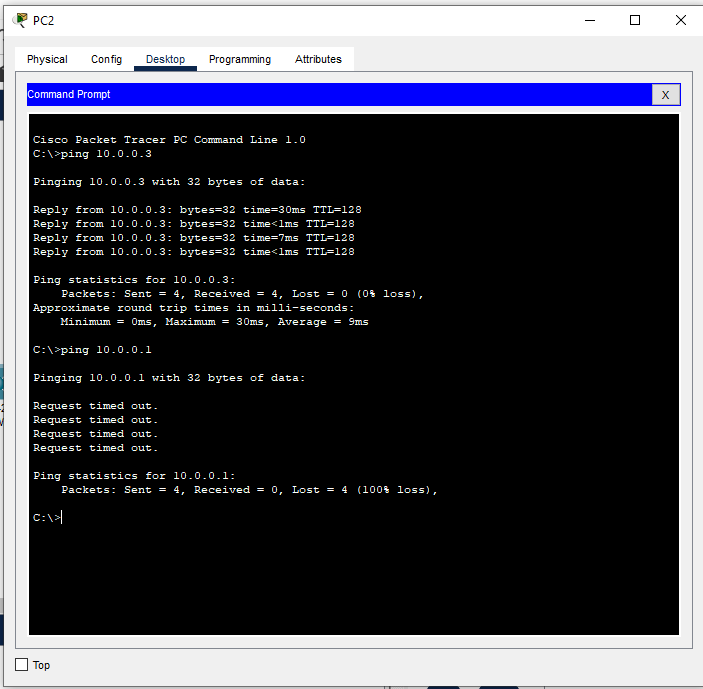 PC2
Physical Config Desktop Programming Attributes
Command Prompt X
Cisco Packet Tracer PC Command Line 1.0
C:\>ping 10.0.0.3
Pinging 10.0.0.3 with 32 bytes of data:
Reply from 10.0.0.3: bytes=32 time=30ms TTL=128
Reply from 10.0.0.3: bytes=32 time<1ms TTL=128
Reply from 10.0.0.3: bytes=32 time=7ms TTL=128
Reply from 10.0.0.3: bytes=32 time<1ms TTL=128
Ping statistics for 10.0.0.3:
Packets: Sent = 4, Received = 4, Lost = 0 (0% loss),
Approximate round trip times in milli-seconds:
Minimum = 0ms, Maximum = 30ms, Average = 9ms
C:\>ping 10.0.0.1
Pinging 10.0.0.1 with 32 bytes of data:
Request timed out.
Request timed out.
Request timed out.
Request timed out.
Ping statistics for 10.0.0.1:
Packets: Sent = 4, Received = 0, Lost = 4 (100% loss),
C:\>
Top